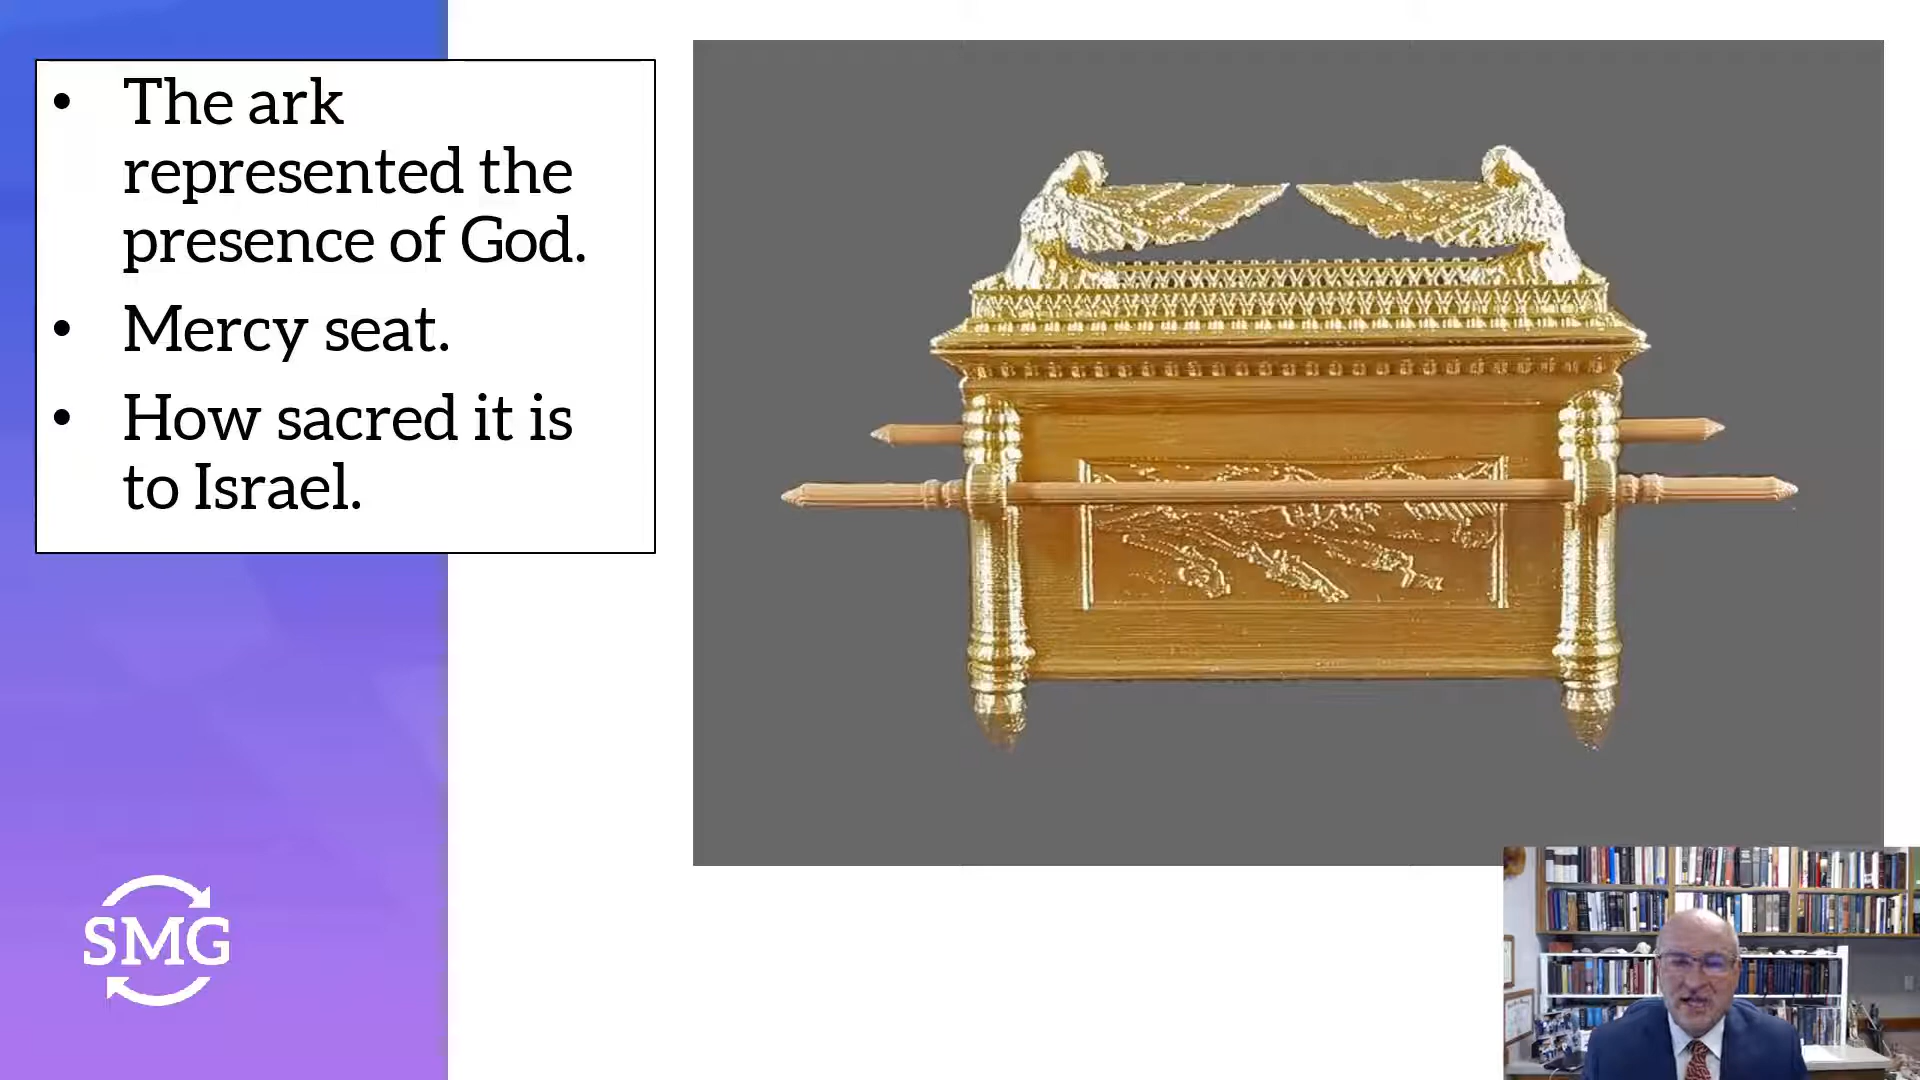 • The ark
represented the
presence of God.
• Mercy seat.
• How sacred it is
to Israel.
SMG